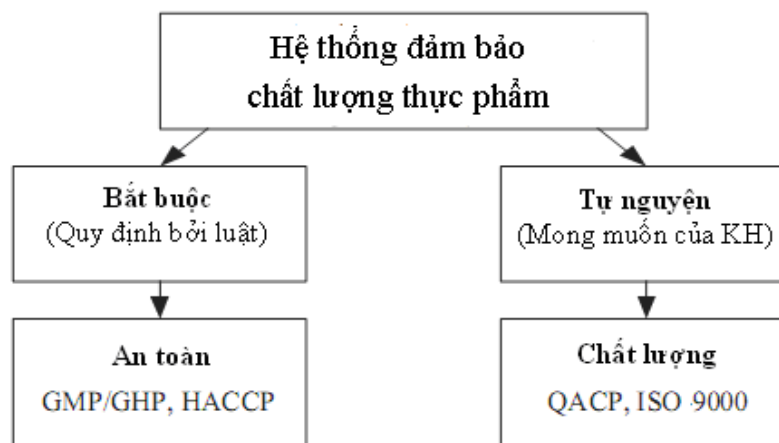 Hệ thống đảm bảo
chất lượng thực phẩm
Bắt buộc
(Quy định bởi luật)
Tự nguyện
(Mong muốn của KH)
An toàn
GMP/GHP, HACCP
Chất lượng
QACP, ISO 9000